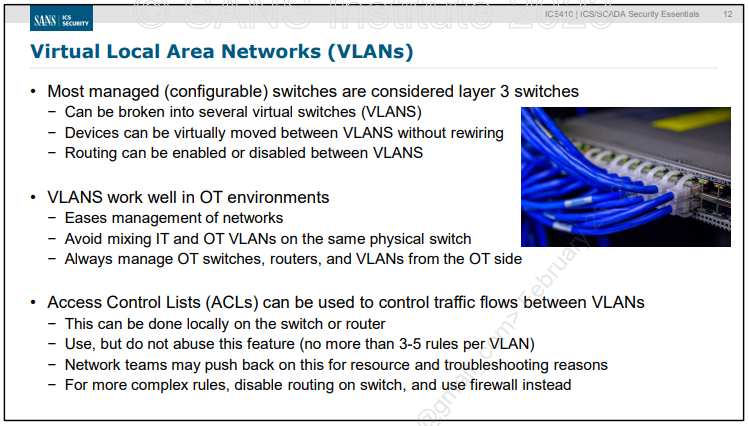 © SANS Institute 2025
SANS ICS SECURITY
ICS410 | ICS/SCADA Security Essentials 12
Virtual Local Area Networks (VLANs)
• Most managed (configurable) switches are considered layer 3 switches
− Can be broken into several virtual switches (VLANS)
− Devices can be virtually moved between VLANS without rewiring
− Routing can be enabled or disabled between VLANS
• VLANS work well in OT environments
− Eases management of networks
− Avoid mixing IT and OT VLANs on the same physical switch
− Always manage OT switches, routers, and VLANs from the OT side
• Access Control Lists (ACLs) can be used to control traffic flows between VLANs
− This can be done locally on the switch or router
− Use, but do not abuse this feature (no more than 3-5 rules per VLAN)
− Network teams may push back on this for resource and troubleshooting reasons
− For more complex rules, disable routing on switch, and use firewall instead
@gmail.com> February